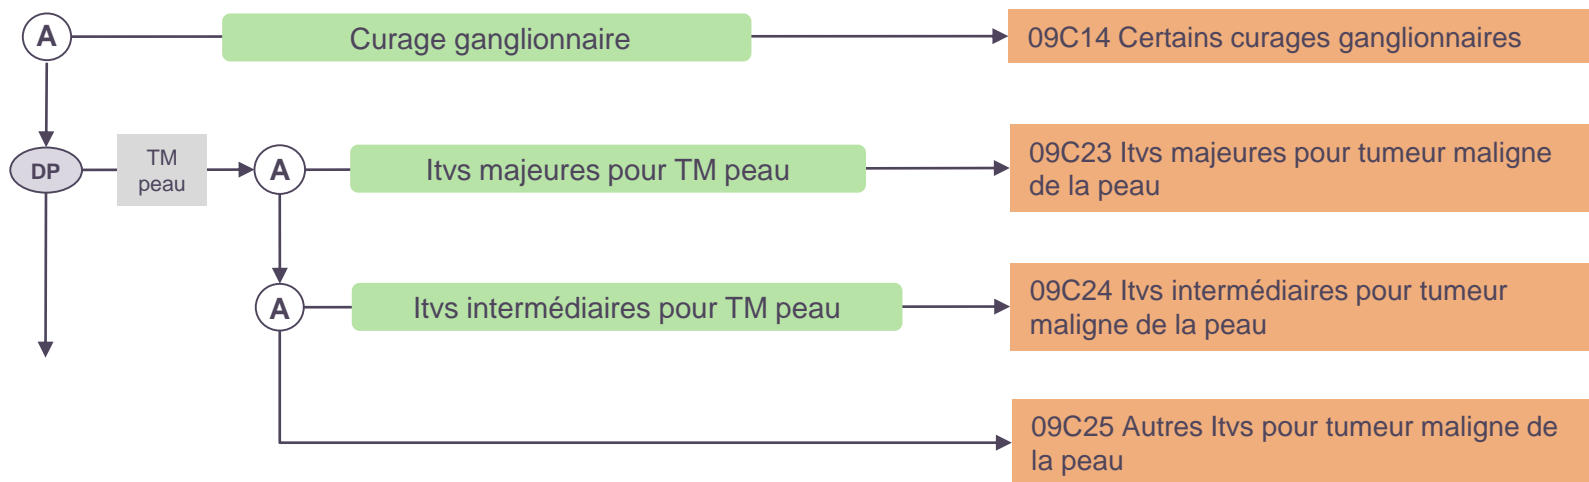 A
Curage ganglionnaire
09C14 Certains curages ganglionnaires
DP
TM
peau
A
Itvs majeures pour TM peau
09C23 Itvs majeures pour tumeur maligne
de la peau
A
Itvs intermédiaires pour TM peau
09C24 Itvs intermédiaires pour tumeur
maligne de la peau
09C25 Autres Itvs pour tumeur maligne de
la peau